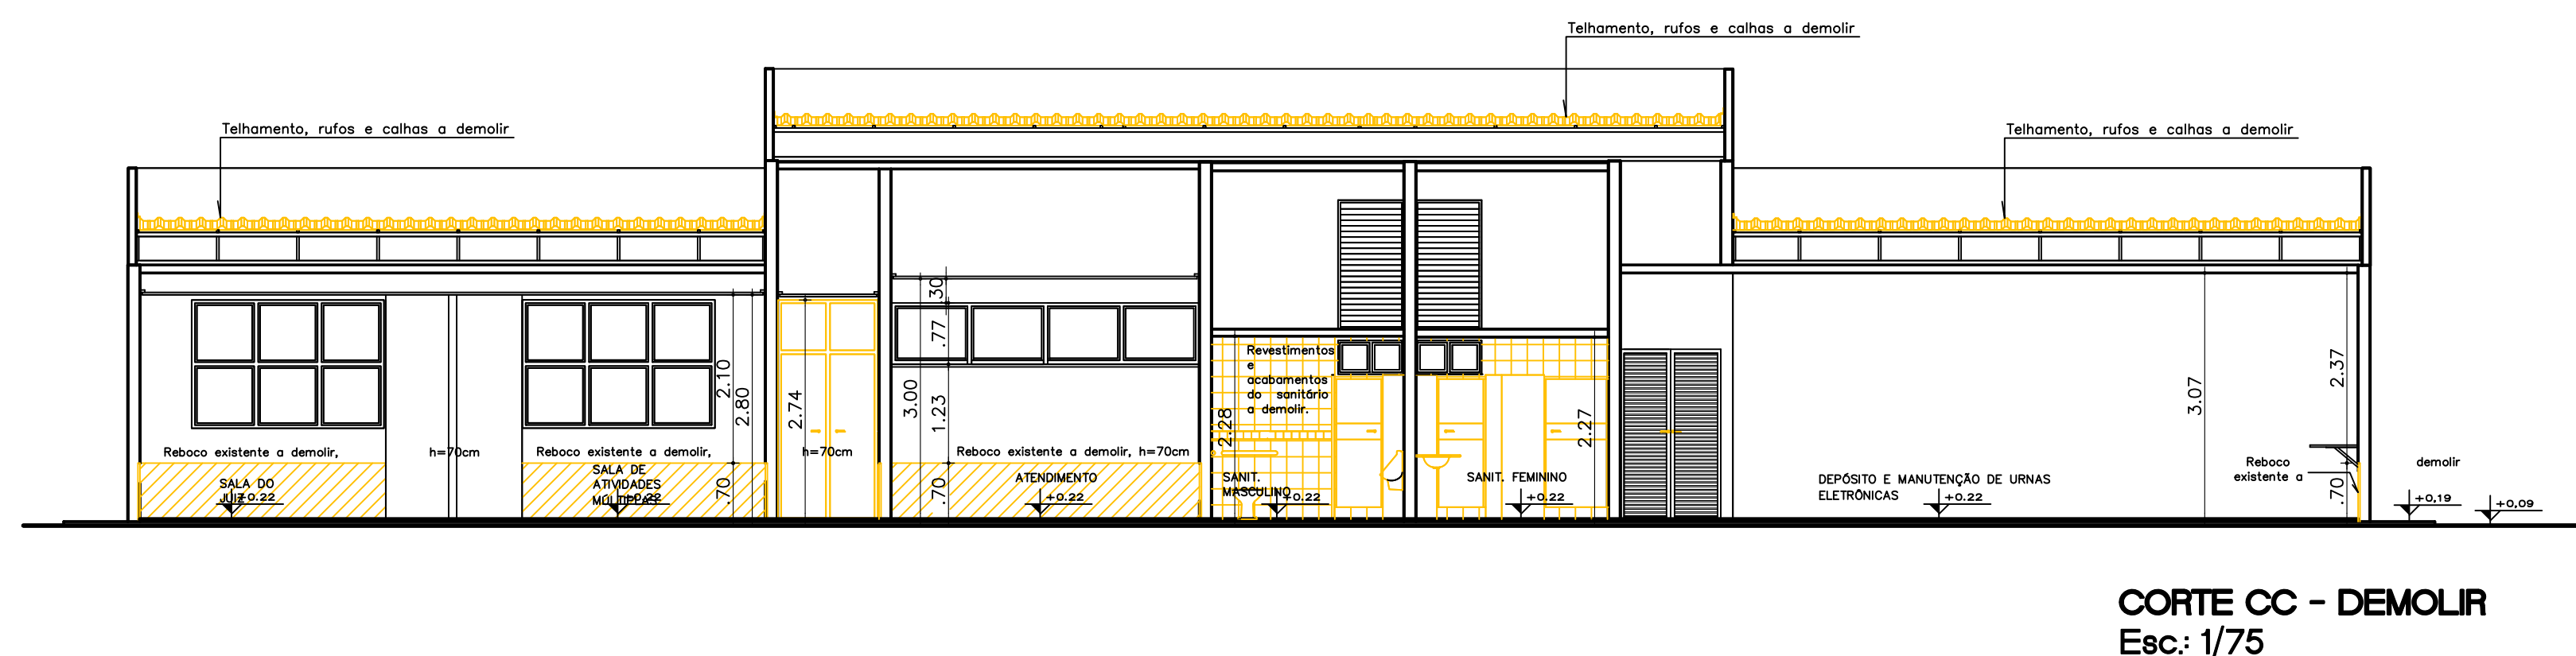 Telhamento, rufos e calhas a demolir
Telhamento, rufos e calhas a demolir
Telhamento, rufos e calhas a demolir
.30
.77
3.00
1.23
.70
2.10
2.80
.70
2.74
2.28
2.27
3.07
2.37
.70
Revestimentos
e
acabamentos
do sanitário
a demolir.
Reboco existente a demolir,
h=70cm
Reboco existente a demolir,
h=70cm
Reboco existente a demolir, h=70cm
SALA DO
JUIZ
+0.22
SALA DE
ATIVIDADES
MÚLTIPLAS
+0.22
ATENDIMENTO
+0.22
SANIT.
MASCULINO
+0.22
SANIT. FEMININO
+0.22
DEPÓSITO E MANUTENÇÃO DE URNAS
ELETRÔNICAS
+0.22
Reboco
existente a
demolir
+0,19
+0,09
CORTE CC - DEMOLIR
Esc.: 1/75